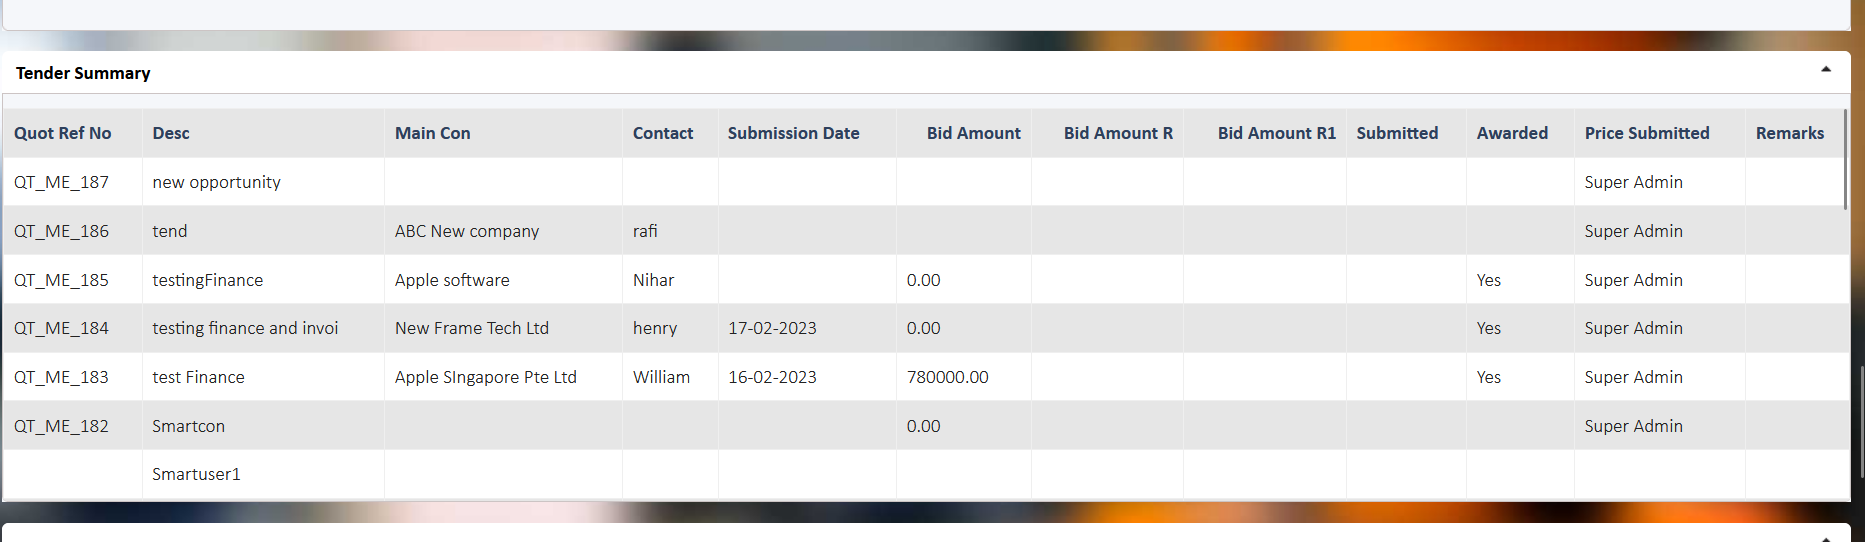 Tender Summary
Quot Ref No Desc Main Con Contact Submission Date Bid Amount Bid Amount R Bid Amount R1 Submitted Awarded Price Submitted Remarks
QT_ME_187 new opportunity Super Admin
QT_ME_186 tend ABC New company rafi Super Admin
QT_ME_185 testingFinance Apple software Nihar 0.00 Yes Super Admin
QT_ME_184 testing finance and invoi New Frame Tech Ltd henry 17-02-2023 0.00 Yes Super Admin
QT_ME_183 test Finance Apple SIngapore Pte Ltd William 16-02-2023 780000.00 Yes Super Admin
QT_ME_182 Smartcon 0.00 Super Admin
Smartuser1